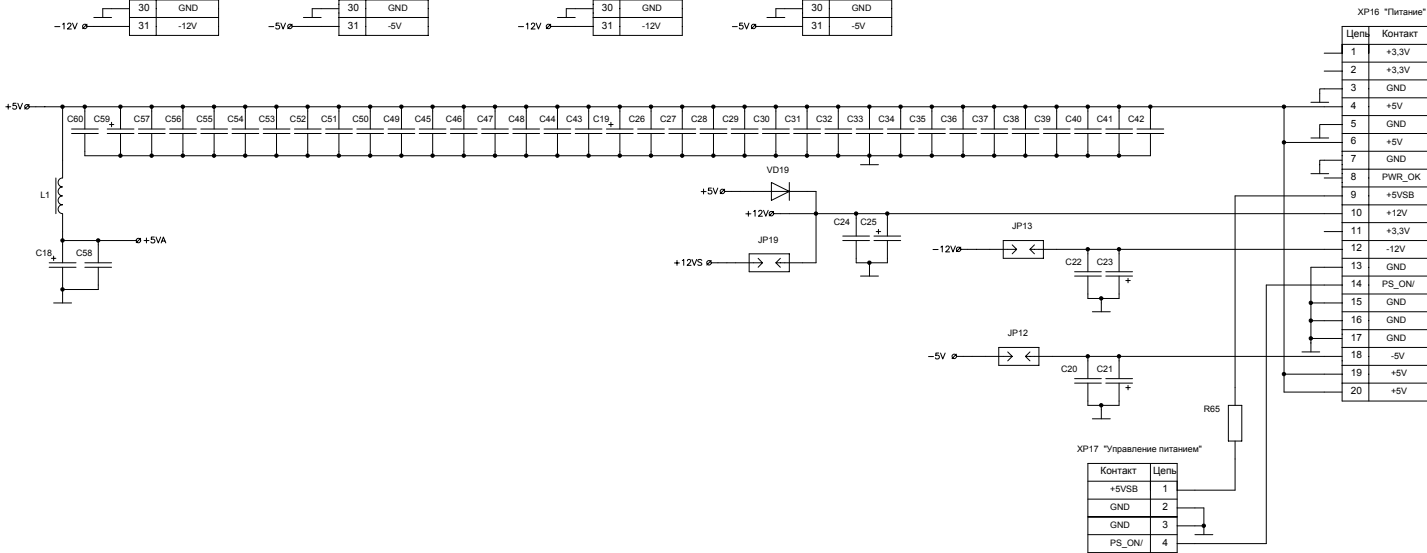 30 GND
31 -12V
-12V
30 GND
31 -5V
-5V
30 GND
31 -12V
-12V
30 GND
31 -5V
-5V
XP16 "Питание"
Цепь Контакт
1 +3,3V
2 +3,3V
3 GND
4 +5V
5 GND
6 +5V
7 GND
8 PWR_OK
9 +5VSB
10 +12V
11 +3,3V
12 -12V
13 GND
14 PS_ON/
15 GND
16 GND
17 GND
18 -5V
19 +5V
20 +5V
+5V
C60 C59 + C57 C56 C55 C54 C53 C52 C51 C50 C49 C45 C46 C47 C48 C44 C43 C19 + C26 C27 C28 C29 C30 C31 C32 C33 C34 C35 C36 C37 C38 C39 C40 C41 C42
L1
+5VA
C18 + C58
VD19
+5V
+12V
C24 C25 +
JP19
+12VS
JP13
-12V
C22 C23 +
JP12
-5V
C20 C21 +
R65
XP17 "Управление питанием"
Контакт Цепь
+5VSB 1
GND 2
GND 3
PS_ON/ 4